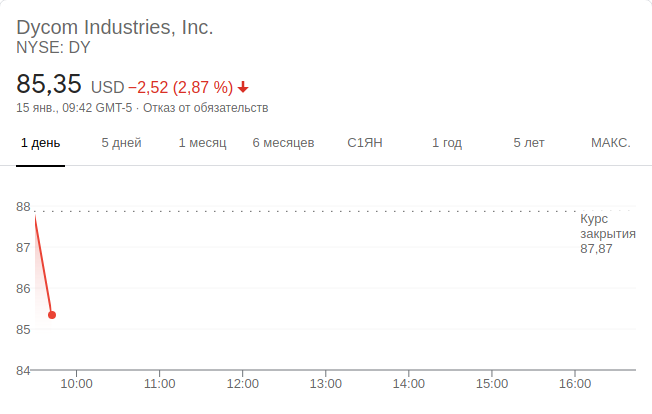 Dycom Industries, Inc.
NYSE: DY
85,35 USD −2,52 (2,87 %)
15 янв., 09:42 GMT-5 · Отказ от обязательств
1 день 5 дней 1 месяц 6 месяцев С1ЯН 1 год 5 лет МАКС.
88
Курс
закрытия
87,87
87
86
85
84
10:00 11:00 12:00 13:00 14:00 15:00 16:00